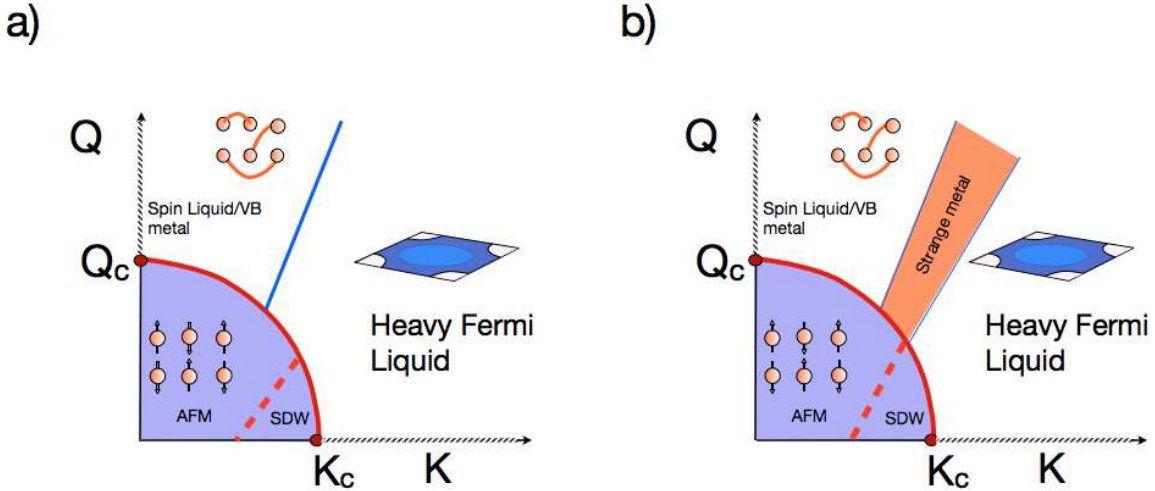 a)
Q
Spin Liquid/VB
metal
Qc
Heavy Fermi
Liquid
AFM
SDW
Kc
K
b)
Q
Spin Liquid/VB
metal
Strange metal
Qc
Heavy Fermi
Liquid
AFM
SDW
Kc
K